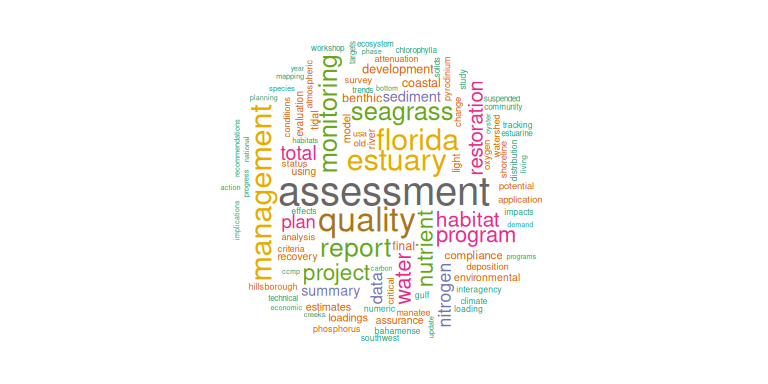 workshop
ecosystem
phase
targets
chlorophylla
attenuation
solids
year
mapping
atmospheric
monitoring
survey
development
coastal
pyrodinium
study
species
trends
bottom
planning
benthic
sediment
restoration
suspended
community
conditions
evaluation
tidal
model
seagrass
change
oyster
tracking
estuarine
management
usa
old
river
florida
watershed
recommendations
national
habitats
total
estuary
light
oxygen
shoreline
distribution
living
status
using
progress
action
assessment
potential
application
implications
effects
plan
quality
nutrient
habitat
impacts
demand
analysis
report
final
program
criteria
recovery
water
compliance
programs
ccmp
project
carbon
data
critical
nitrogen
deposition
environmental
hillsborough
summary
gulf
interagency
technical
climate
economic
estimates
numeric
manatee
loading
creeks
loadings
assurance
update
phosphorus
bahamense
southwest